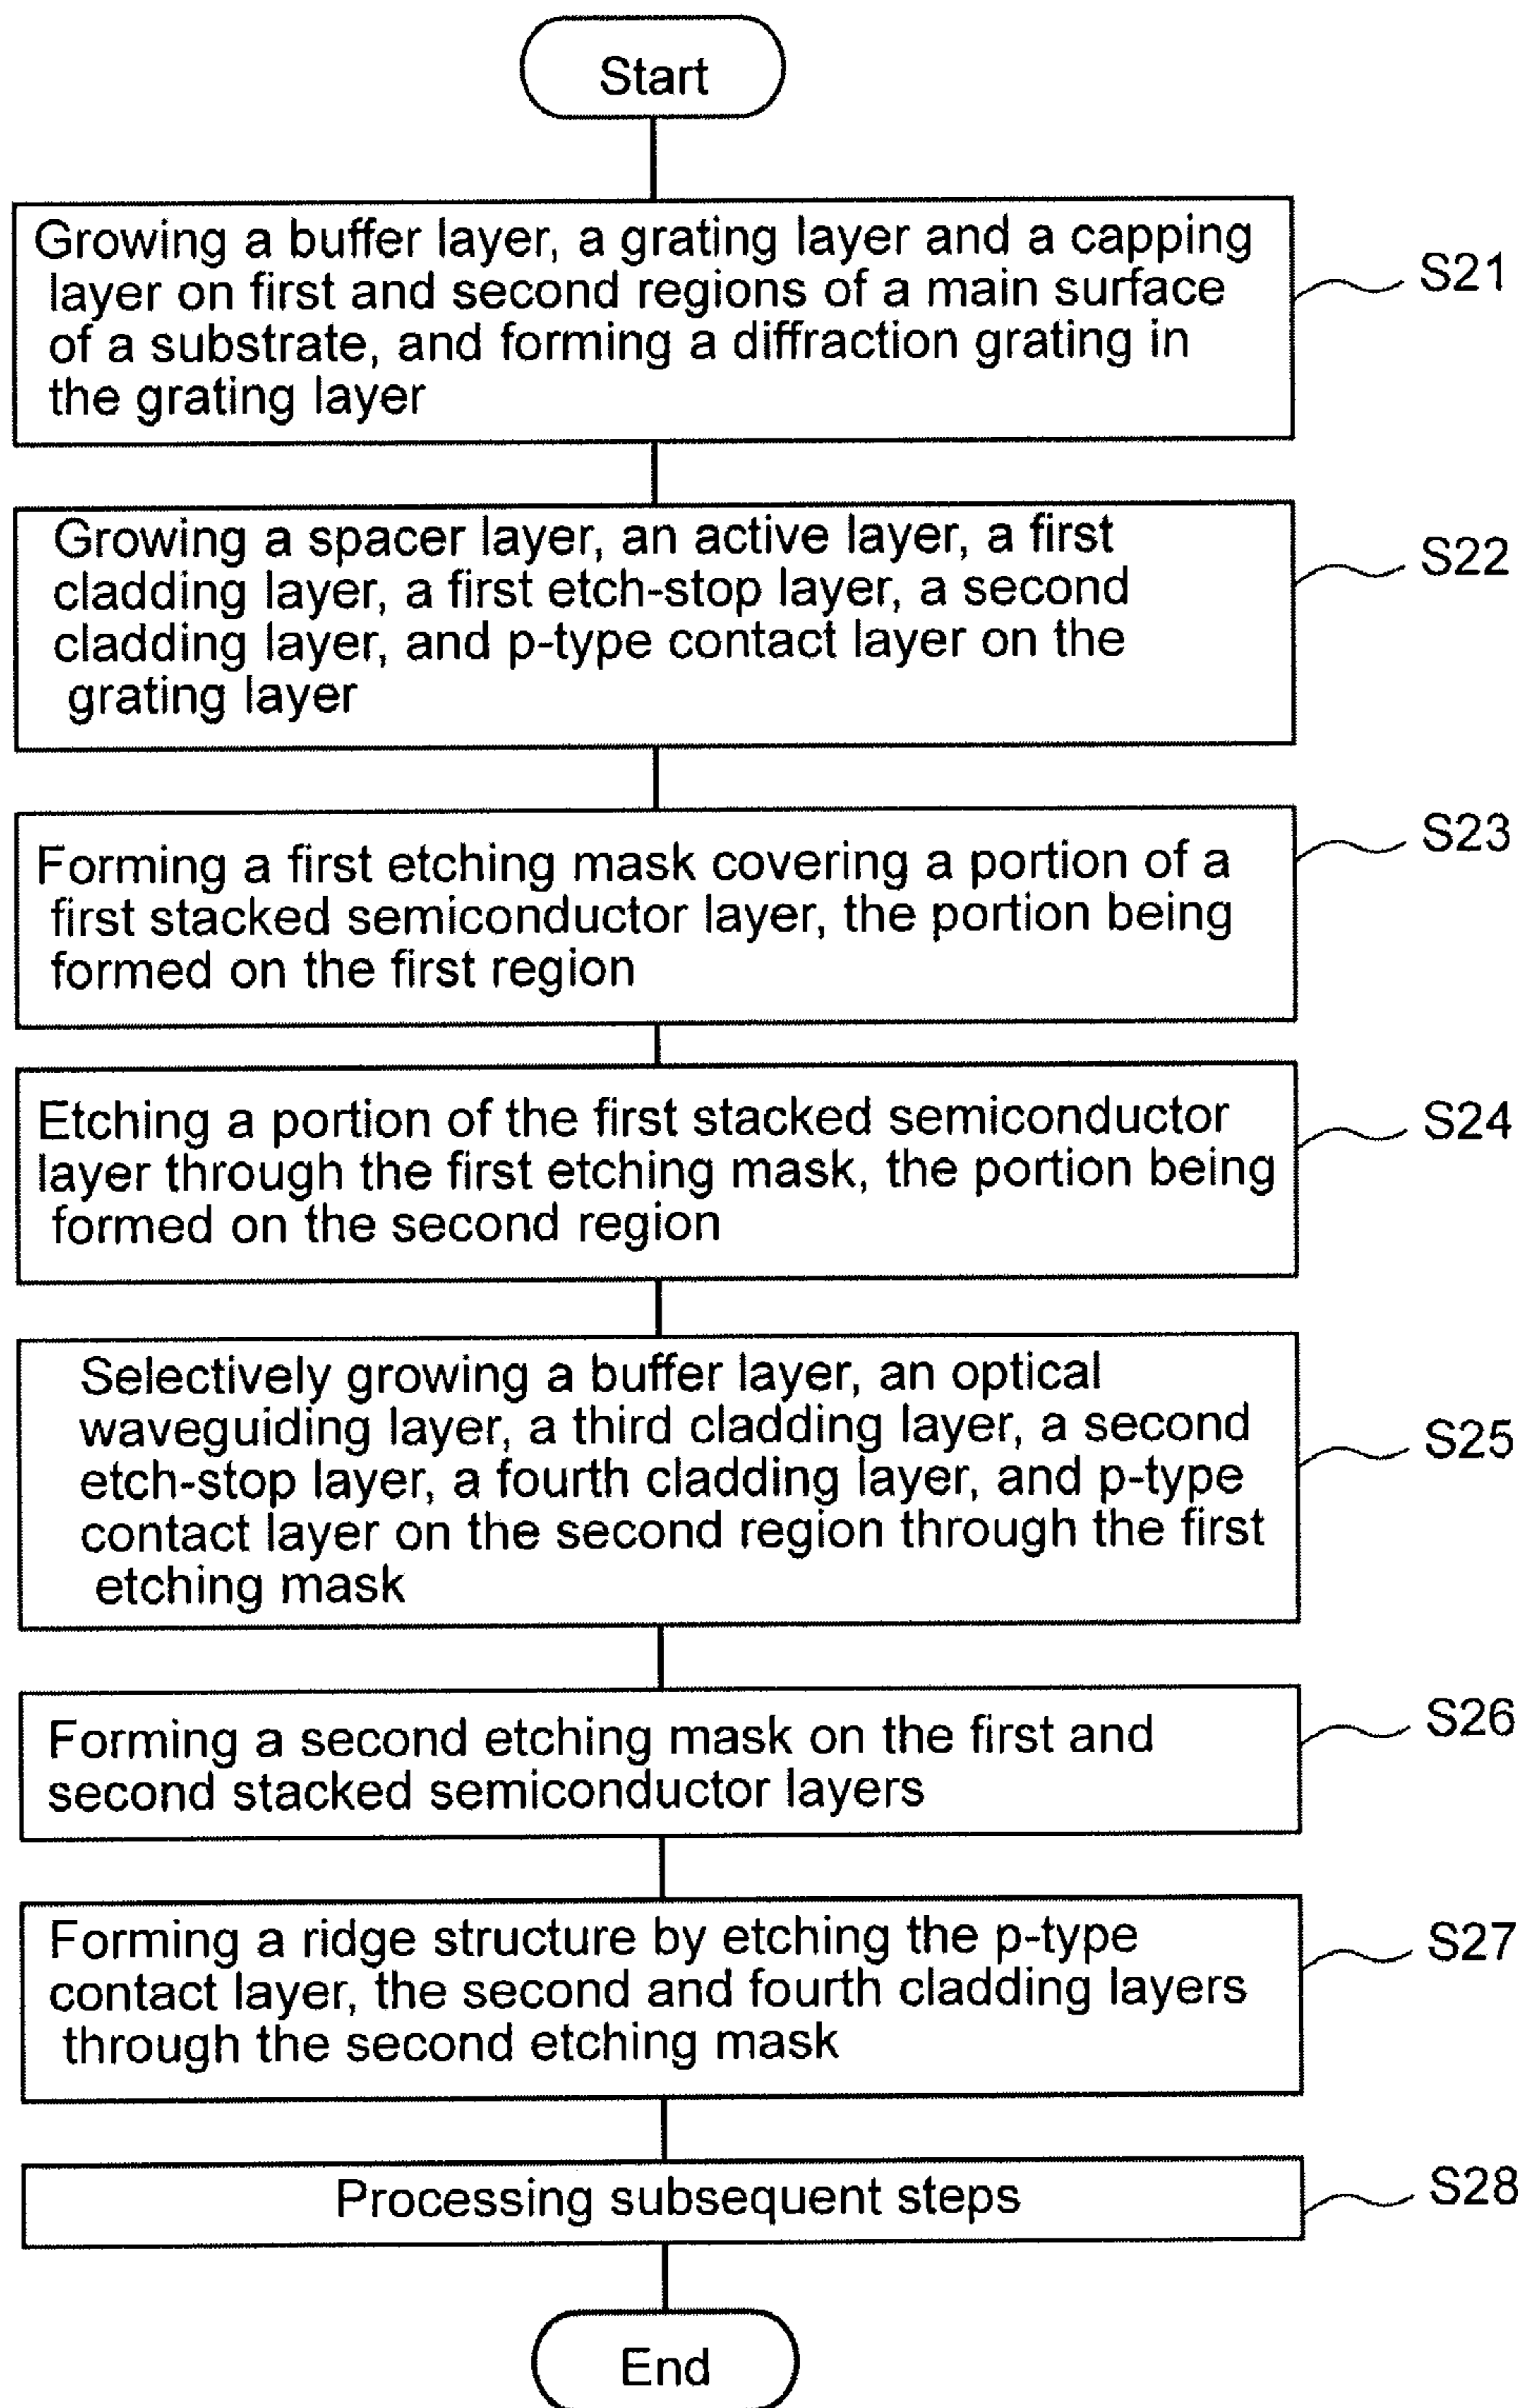 Start
Growing a buffer layer, a grating layer and a capping
layer on first and second regions of a main surface
of a substrate, and forming a diffraction grating in
the grating layer
S21
Growing a spacer layer, an active layer, a first
cladding layer, a first etch-stop layer, a second
cladding layer, and p-type contact layer on the
grating layer
S22
Forming a first etching mask covering a portion of a
first stacked semiconductor layer, the portion being
formed on the first region
S23
Etching a portion of the first stacked semiconductor
layer through the first etching mask, the portion being
formed on the second region
S24
Selectively growing a buffer layer, an optical
waveguiding layer, a third cladding layer, a second
etch-stop layer, a fourth cladding layer, and p-type
contact layer on the second region through the first
etching mask
S25
Forming a second etching mask on the first and
second stacked semiconductor layers
S26
Forming a ridge structure by etching the p-type
contact layer, the second and fourth cladding layers
through the second etching mask
S27
Processing subsequent steps
S28
End